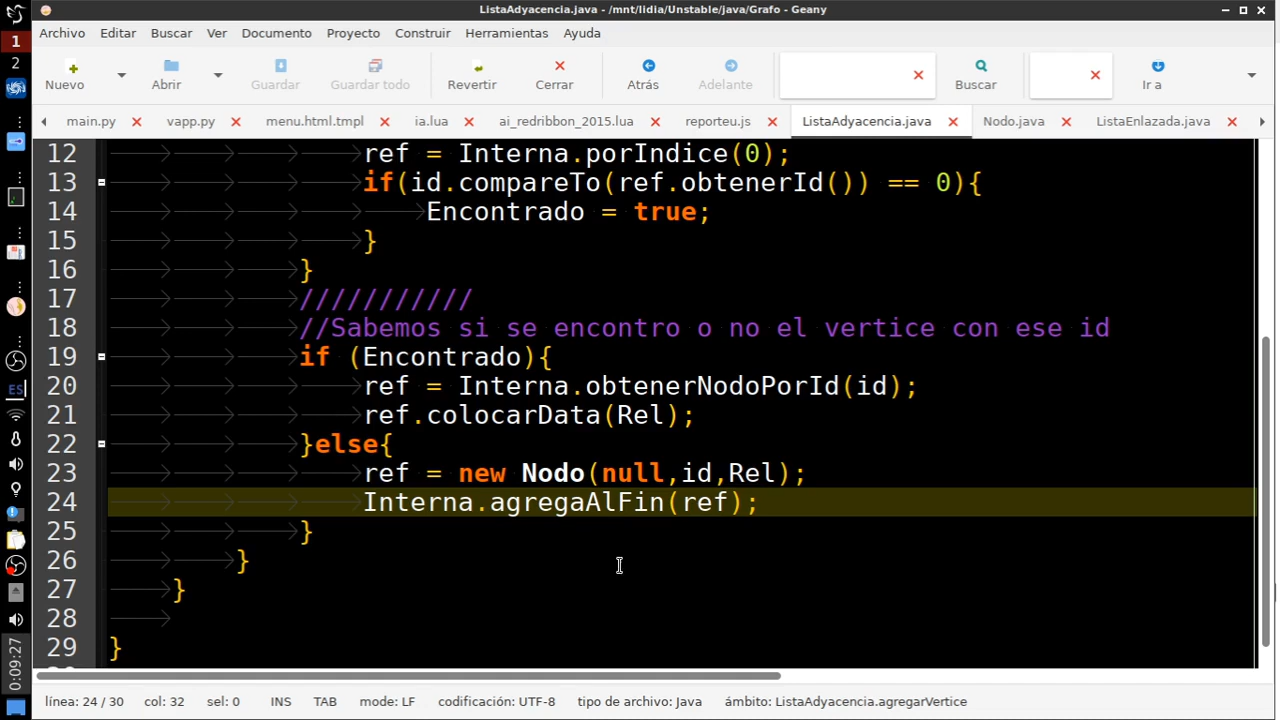 ListaAdyacencia.java - /mnt/lidia/Unstable/java/Grafo - Geany
1
2
ES
0:09:27
Archivo Editar Buscar Ver Documento Proyecto Construir Herramientas Ayuda
Nuevo Abrir Guardar Guardar todo Revertir Cerrar Atrás Adelante Buscar Ir a
main.py vapp.py menu.html.tmpl ia.lua ai_redribbon_2015.lua reporteu.js ListaAdyacencia.java Nodo.java ListaEnlazada.java
12 ref = Interna.porIndice(0);
13 if(id.compareTo(ref.obtenerId()) == 0){
14 Encontrado = true;
15 }
16 }
17 ///////////
18 //Sabemos si se encontro o no el vertice con ese id
19 if (Encontrado){
20 ref = Interna.obtenerNodoPorId(id);
21 ref.colocarData(Rel);
22 }else{
23 ref = new Nodo(null,id,Rel);
24 Interna.agregaAlFin(ref);
25 }
26 }
27 }
28
29 }
línea: 24 / 30 col: 32 sel: 0 INS TAB mode: LF codificación: UTF-8 tipo de archivo: Java ámbito: ListaAdyacencia.agregarVertice